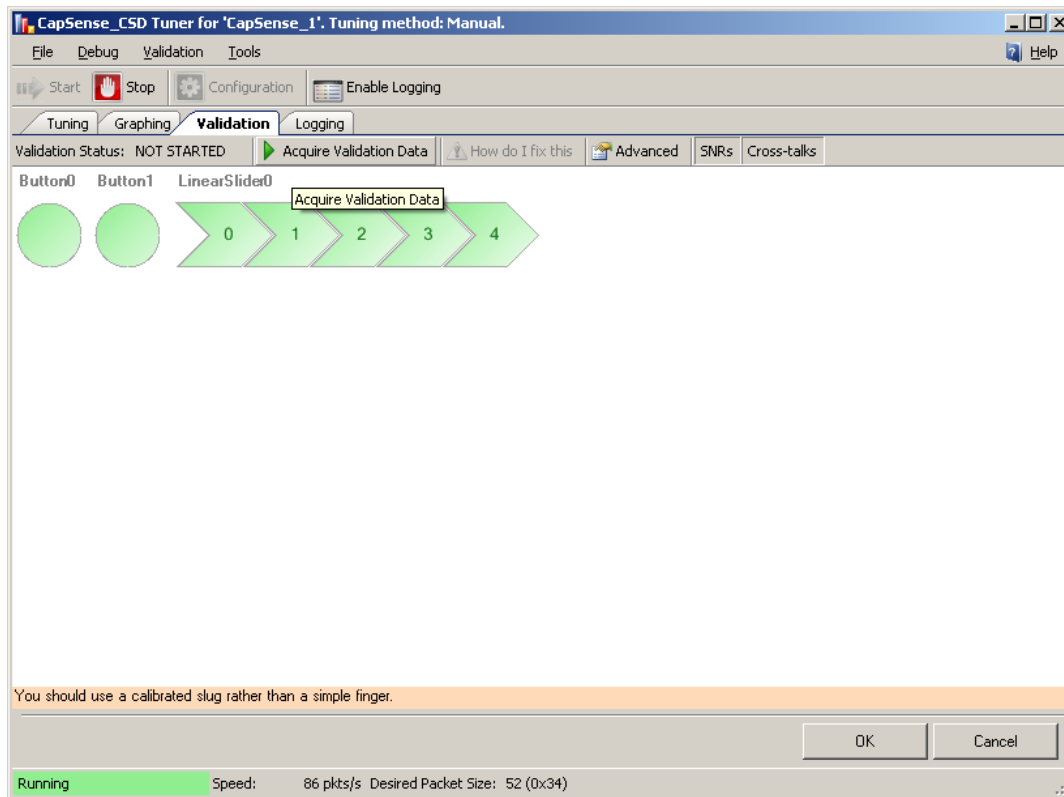 CapSense_CSD Tuner for 'CapSense_1'. Tuning method: Manual.
File Debug Validation Tools Help
Start Stop Configuration Enable Logging
Tuning Graphing Validation Logging
Validation Status: NOT STARTED Acquire Validation Data How do I fix this Advanced SNRs Cross-talks
Button0 Button1 LinearSlider0
Acquire Validation Data
0 1 2 3 4
You should use a calibrated slug rather than a simple finger.
OK Cancel
Running Speed: 86 pkts/s Desired Packet Size: 52 (0x34)